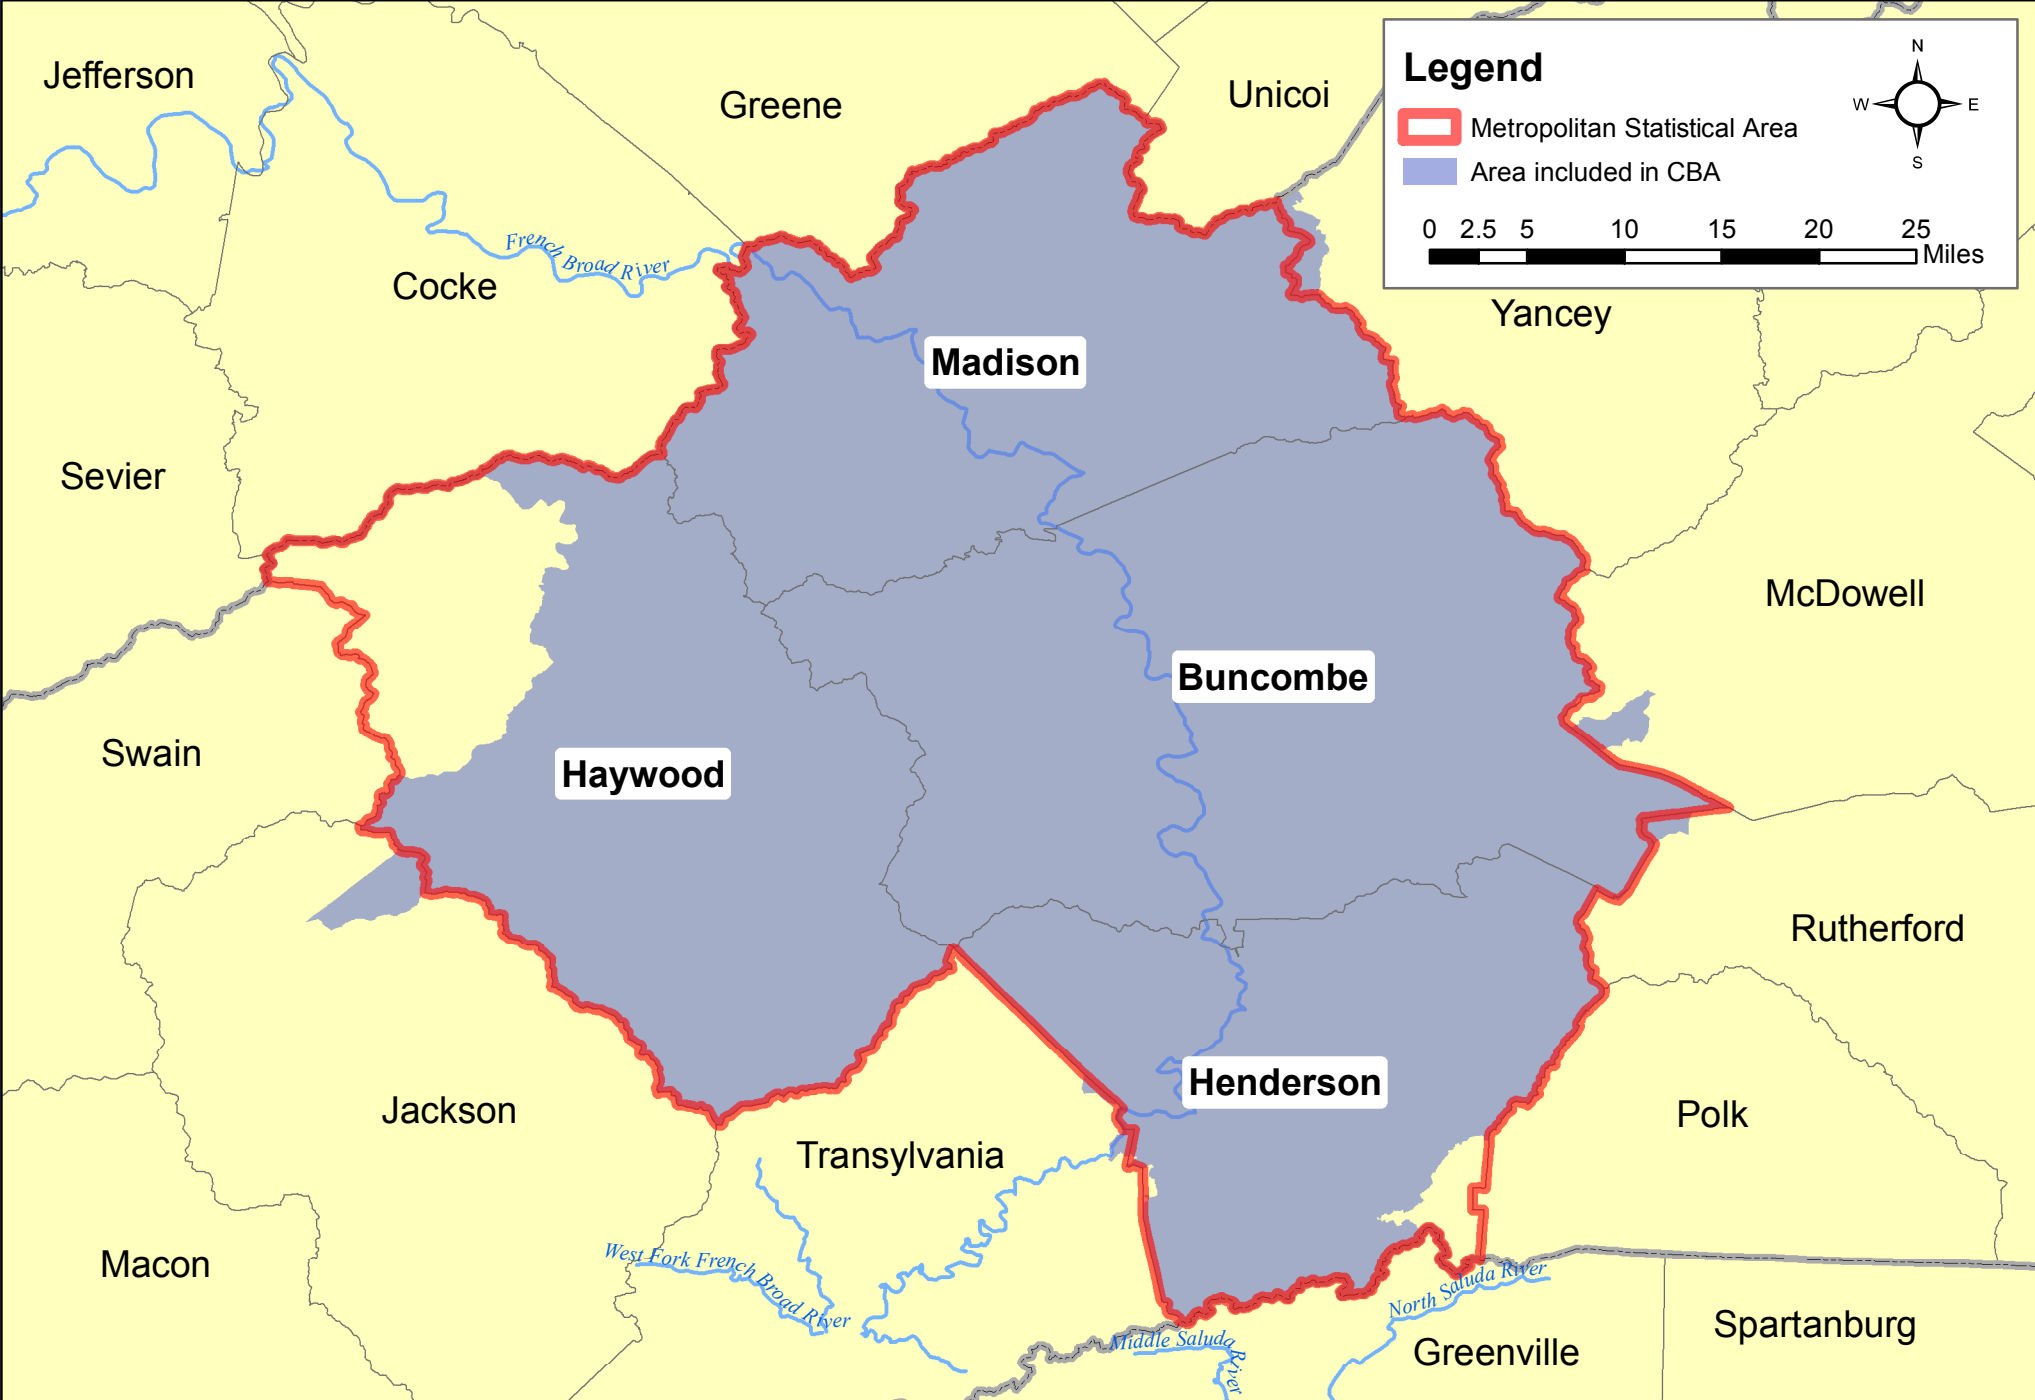 Jefferson
Greene
Unicoi
Legend
Metropolitan Statistical Area
Area included in CBA
N
W
E
S
0 2.5 5 10 15 20 25
Miles
French Broad River
Cocke
Yancey
Madison
Sevier
McDowell
Buncombe
Swain
Haywood
Rutherford
Henderson
Jackson
Polk
Transylvania
Macon
West Fork French Broad River
North Saluda River
Middle Saluda River
Spartanburg
Greenville